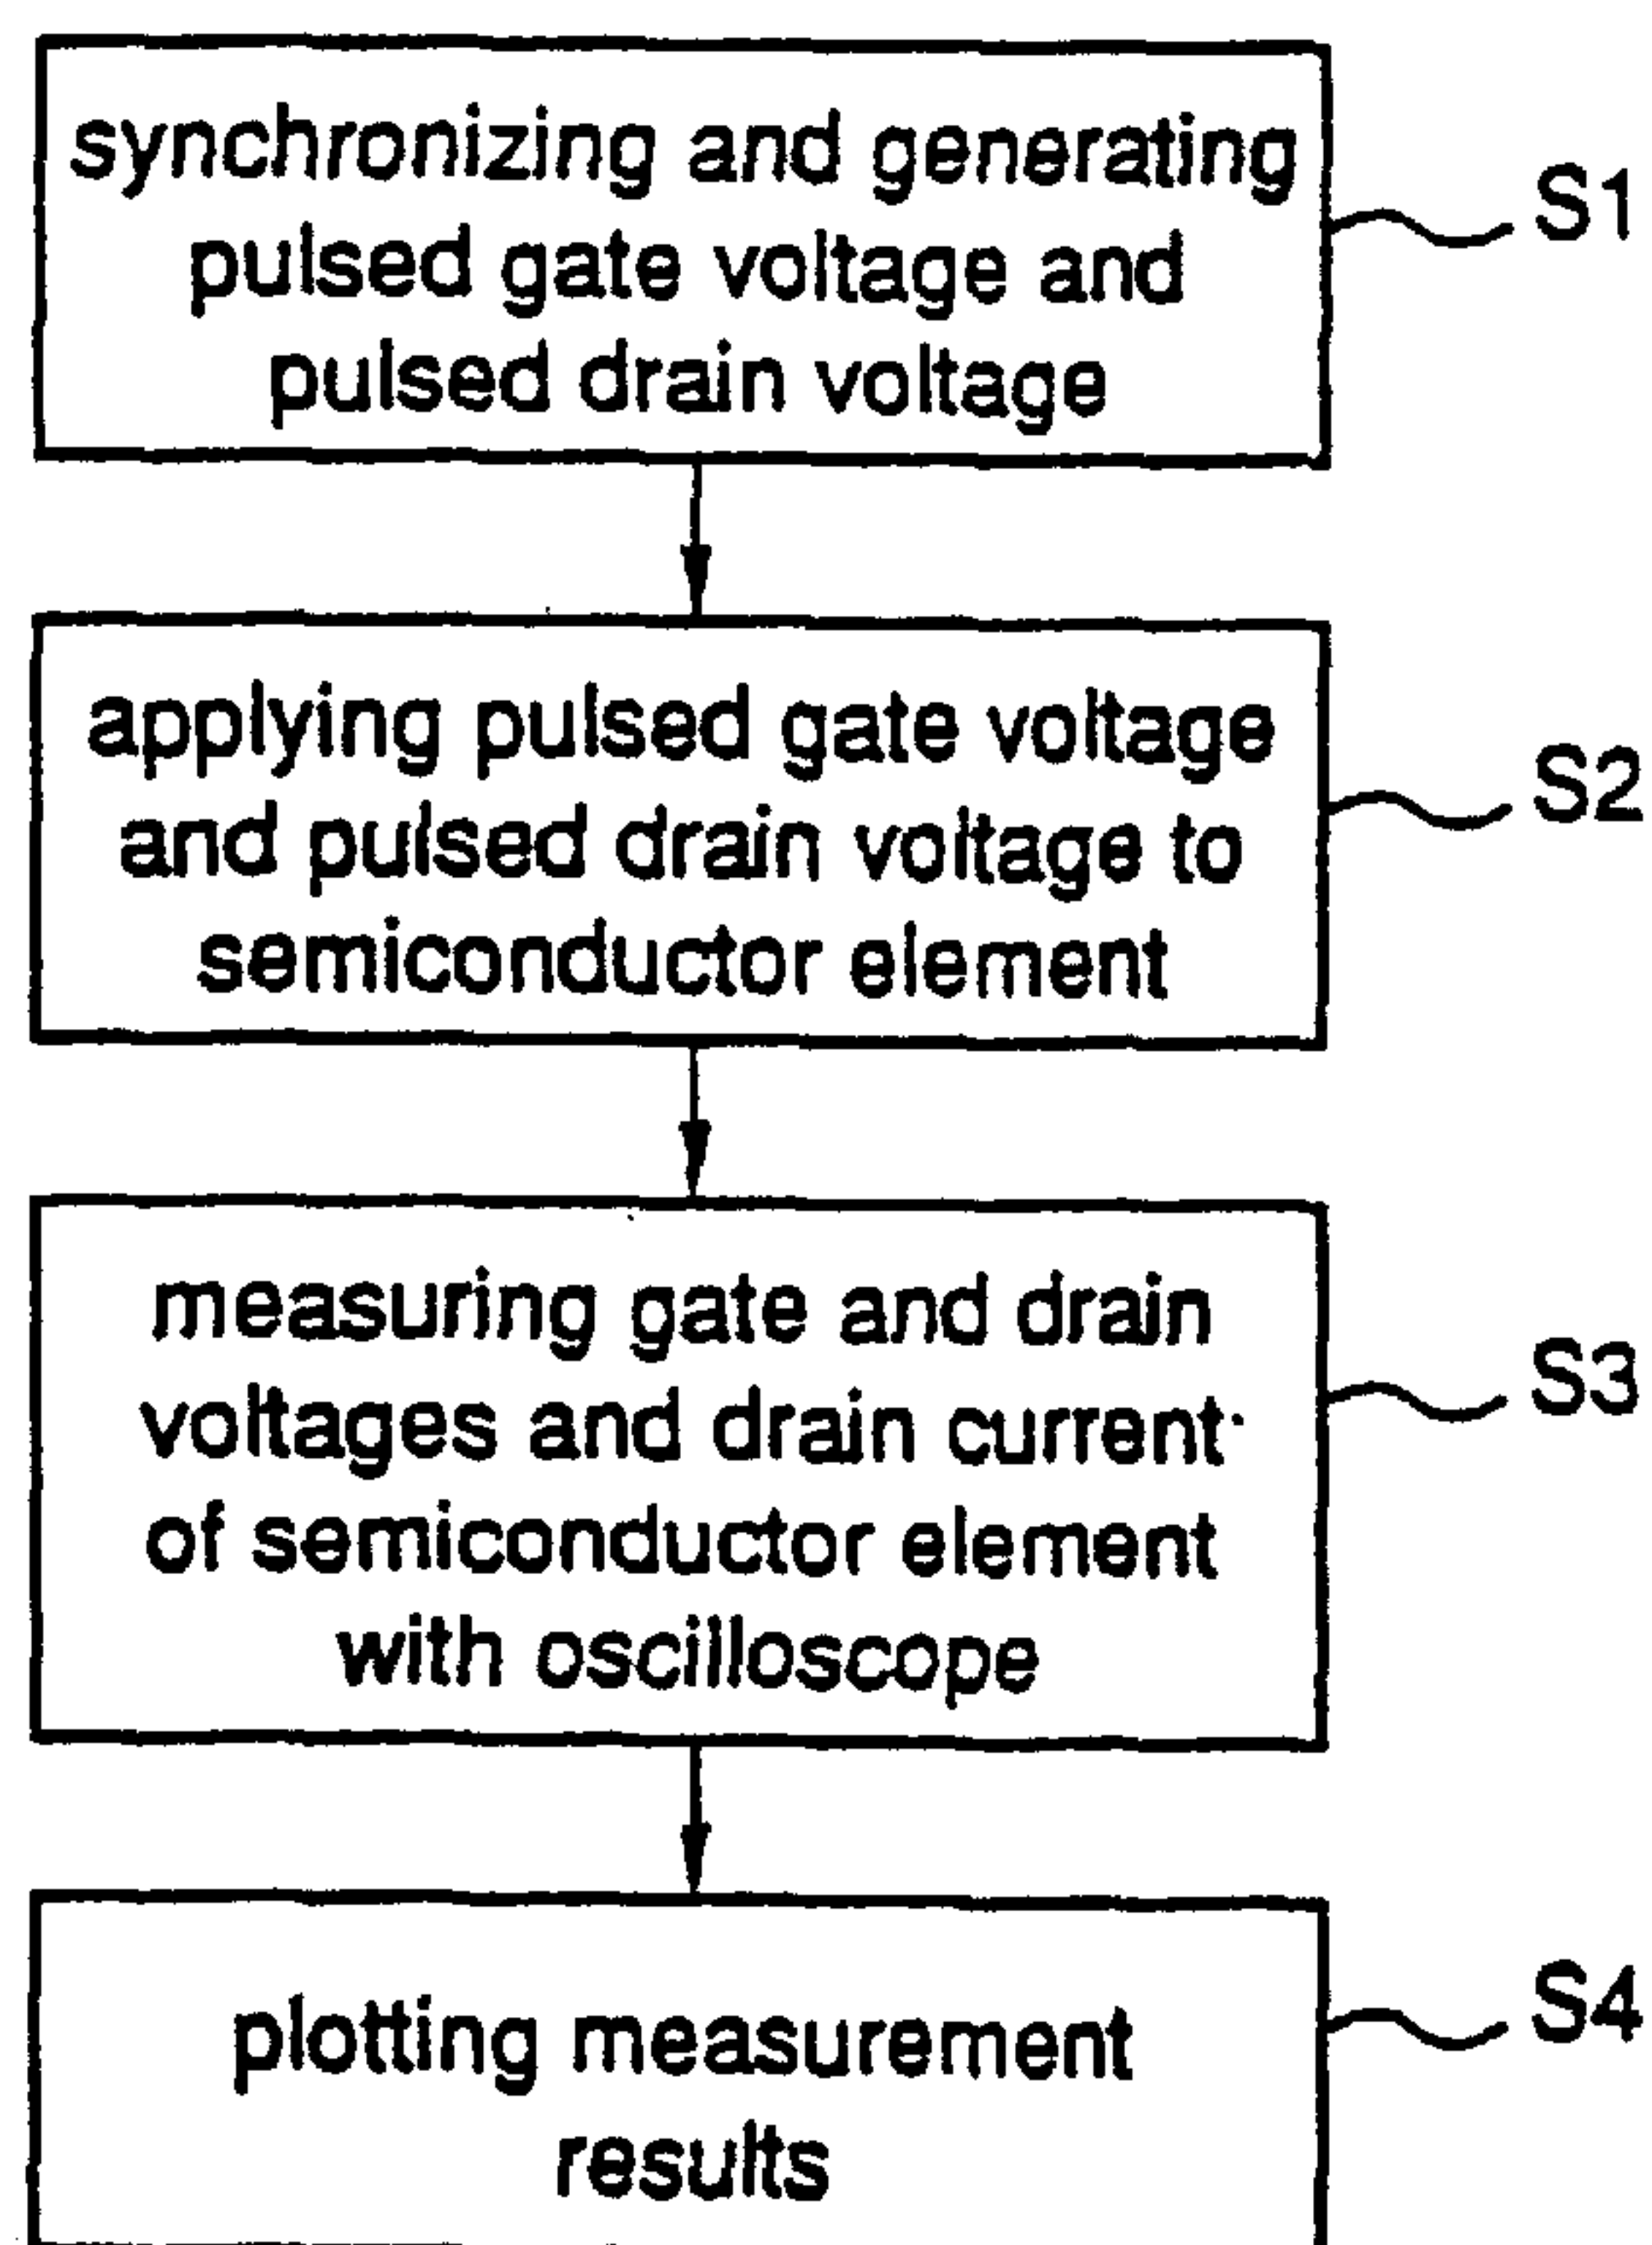 synchronizing and generating
pulsed gate voltage and
pulsed drain voltage
S1
applying pulsed gate voltage
and pulsed drain voltage to
semiconductor element
S2
measuring gate and drain
voltages and drain current
of semiconductor element
with oscilloscope
S3
plotting measurement
results
S4